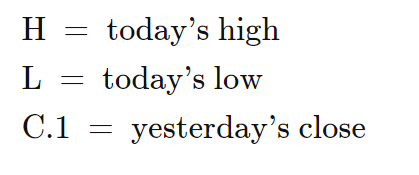 H = today’s high
L = today’s low
C.1 = yesterday’s close